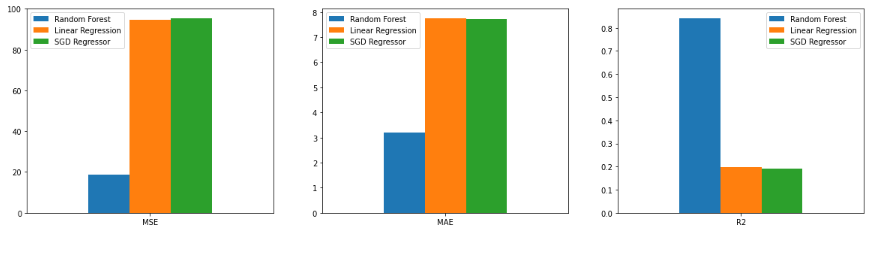 100
80
60
40
20
0
Random Forest
Linear Regression
SGD Regressor
MSE
8
7
6
5
4
3
2
1
0
Random Forest
Linear Regression
SGD Regressor
MAE
0.8
0.7
0.6
0.5
0.4
0.3
0.2
0.1
0.0
Random Forest
Linear Regression
SGD Regressor
R2